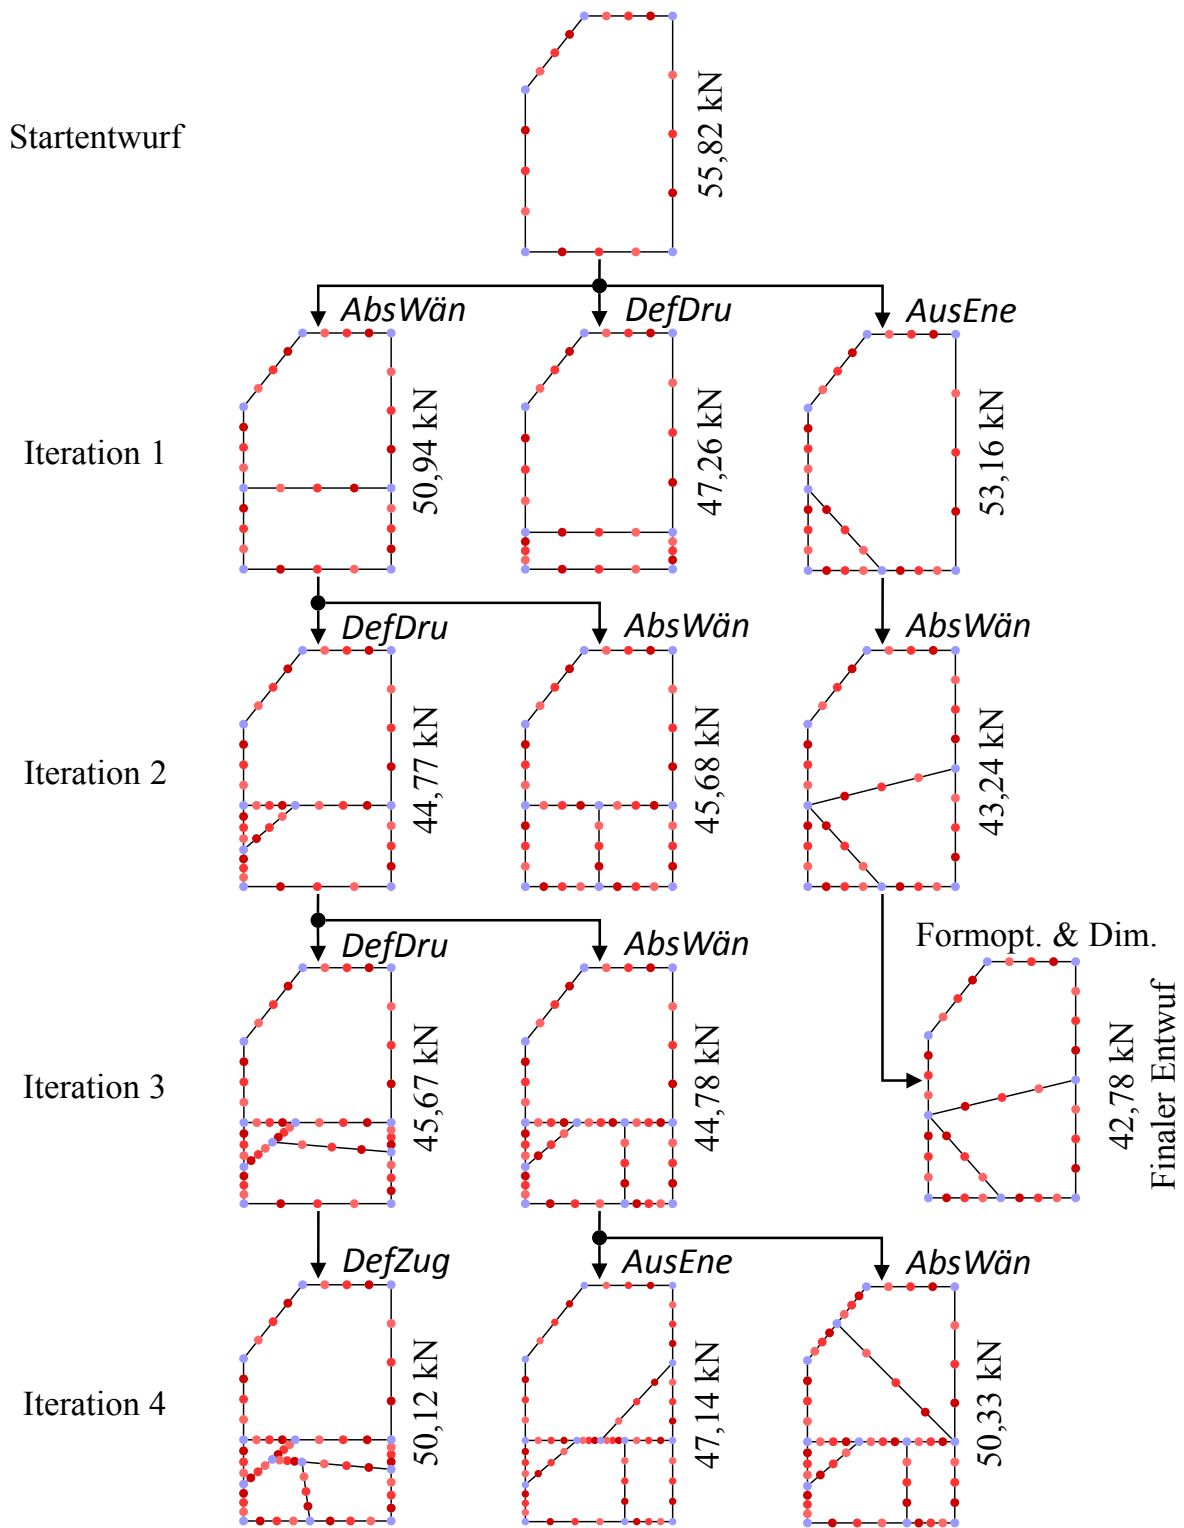 Startentwurf
55,82 kN
AbsWän
DefDru
AusEne
Iteration 1
50,94 kN
47,26 kN
53,16 kN
DefDru
AbsWän
AbsWän
Iteration 2
44,77 kN
45,68 kN
43,24 kN
DefDru
AbsWän
Formopt. & Dim.
Iteration 3
45,67 kN
44,78 kN
42,78 kN
Finaler Entwuf
DefZug
AusEne
AbsWän
Iteration 4
50,12 kN
47,14 kN
50,33 kN